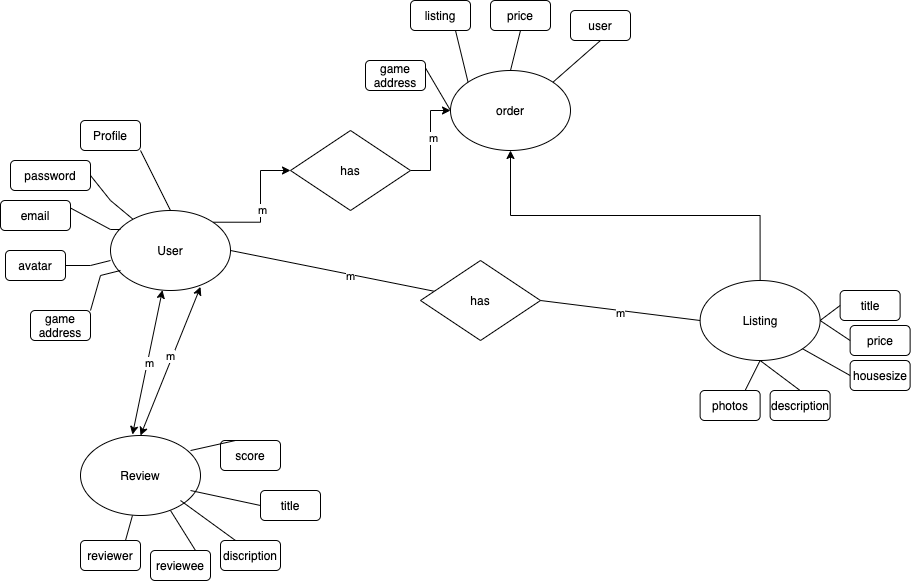 listing
price
user
game
address
order
Profile
m
has
password
m
email
User
avatar
m
has
game
address
title
m
Listing
price
m
m
housesize
photos
description
score
Review
title
reviewer
reviewee
discription